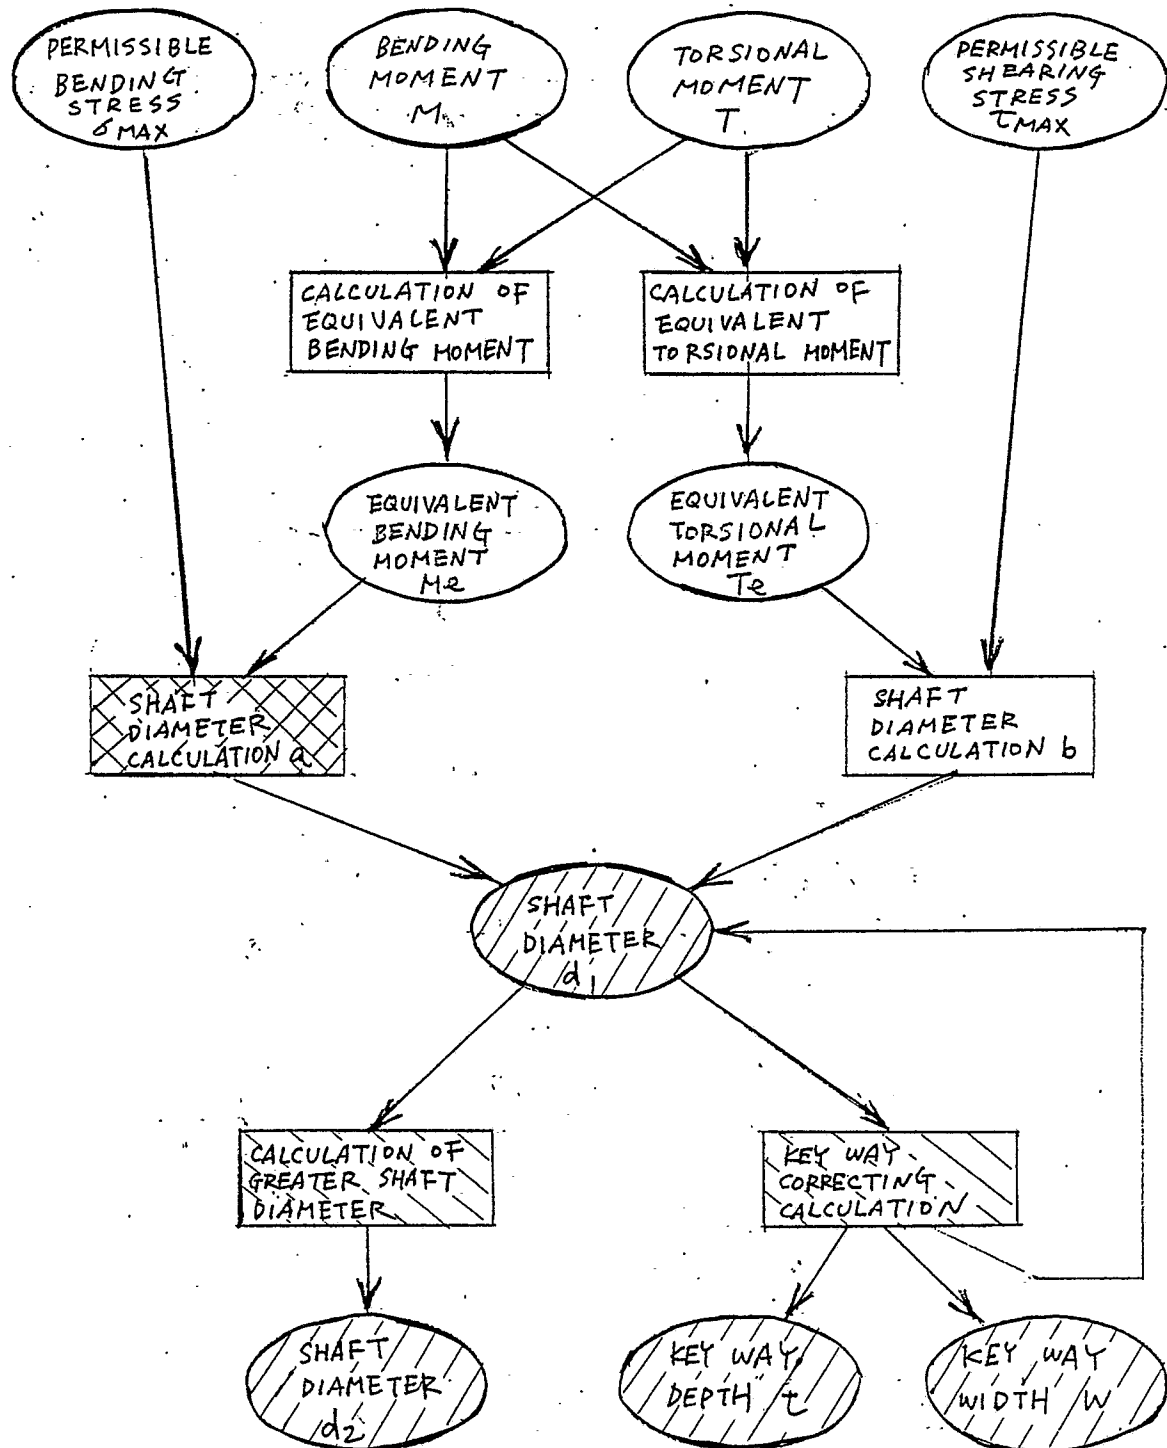 PERMISSIBLE
BENDING
STRESS
σMAX
BENDING
MOMENT
M
TORSIONAL
MOMENT
T
PERMISSIBLE
SHEARING
STRESS
τMAX
CALCULATION OF
EQUIVALENT
BENDING MOMENT
CALCULATION OF
EQUIVALENT
TORSIONAL MOMENT
EQUIVALENT
BENDING
MOMENT
Me
EQUIVALENT
TORSIONAL
MOMENT
Te
SHAFT
DIAMETER
CALCULATION a
SHAFT
DIAMETER
CALCULATION b
SHAFT
DIAMETER
d1
CALCULATION OF
GREATER SHAFT
DIAMETER
KEY WAY
CORRECTING
CALCULATION
SHAFT
DIAMETER
d2
KEY WAY
DEPTH t
KEY WAY
WIDTH W